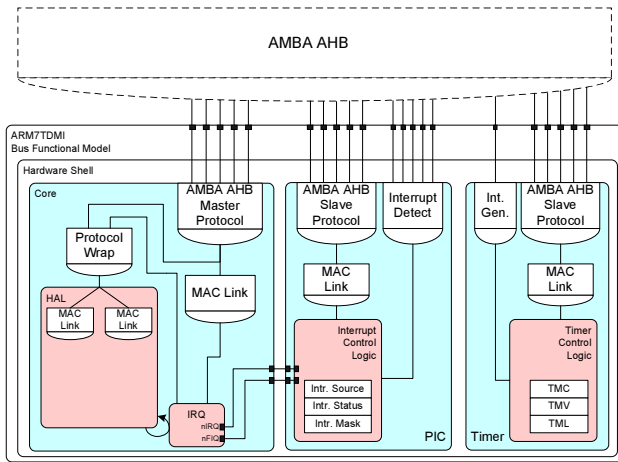 AMBA AHB
ARM7TDMI
Bus Functional Model
Hardware Shell
Core
AMBA AHB
Master
Protocol
Protocol
Wrap
MAC Link
HAL
MAC
Link
MAC
Link
IRQ
nIRQ
nFIQ
AMBA AHB
Slave
Protocol
Interrupt
Detect
MAC
Link
Interrupt
Control
Logic
Intr. Source
Intr. Status
Intr. Mask
PIC
Int.
Gen.
AMBA AHB
Slave
Protocol
MAC
Link
Timer
Control
Logic
TMC
TMV
TML
Timer